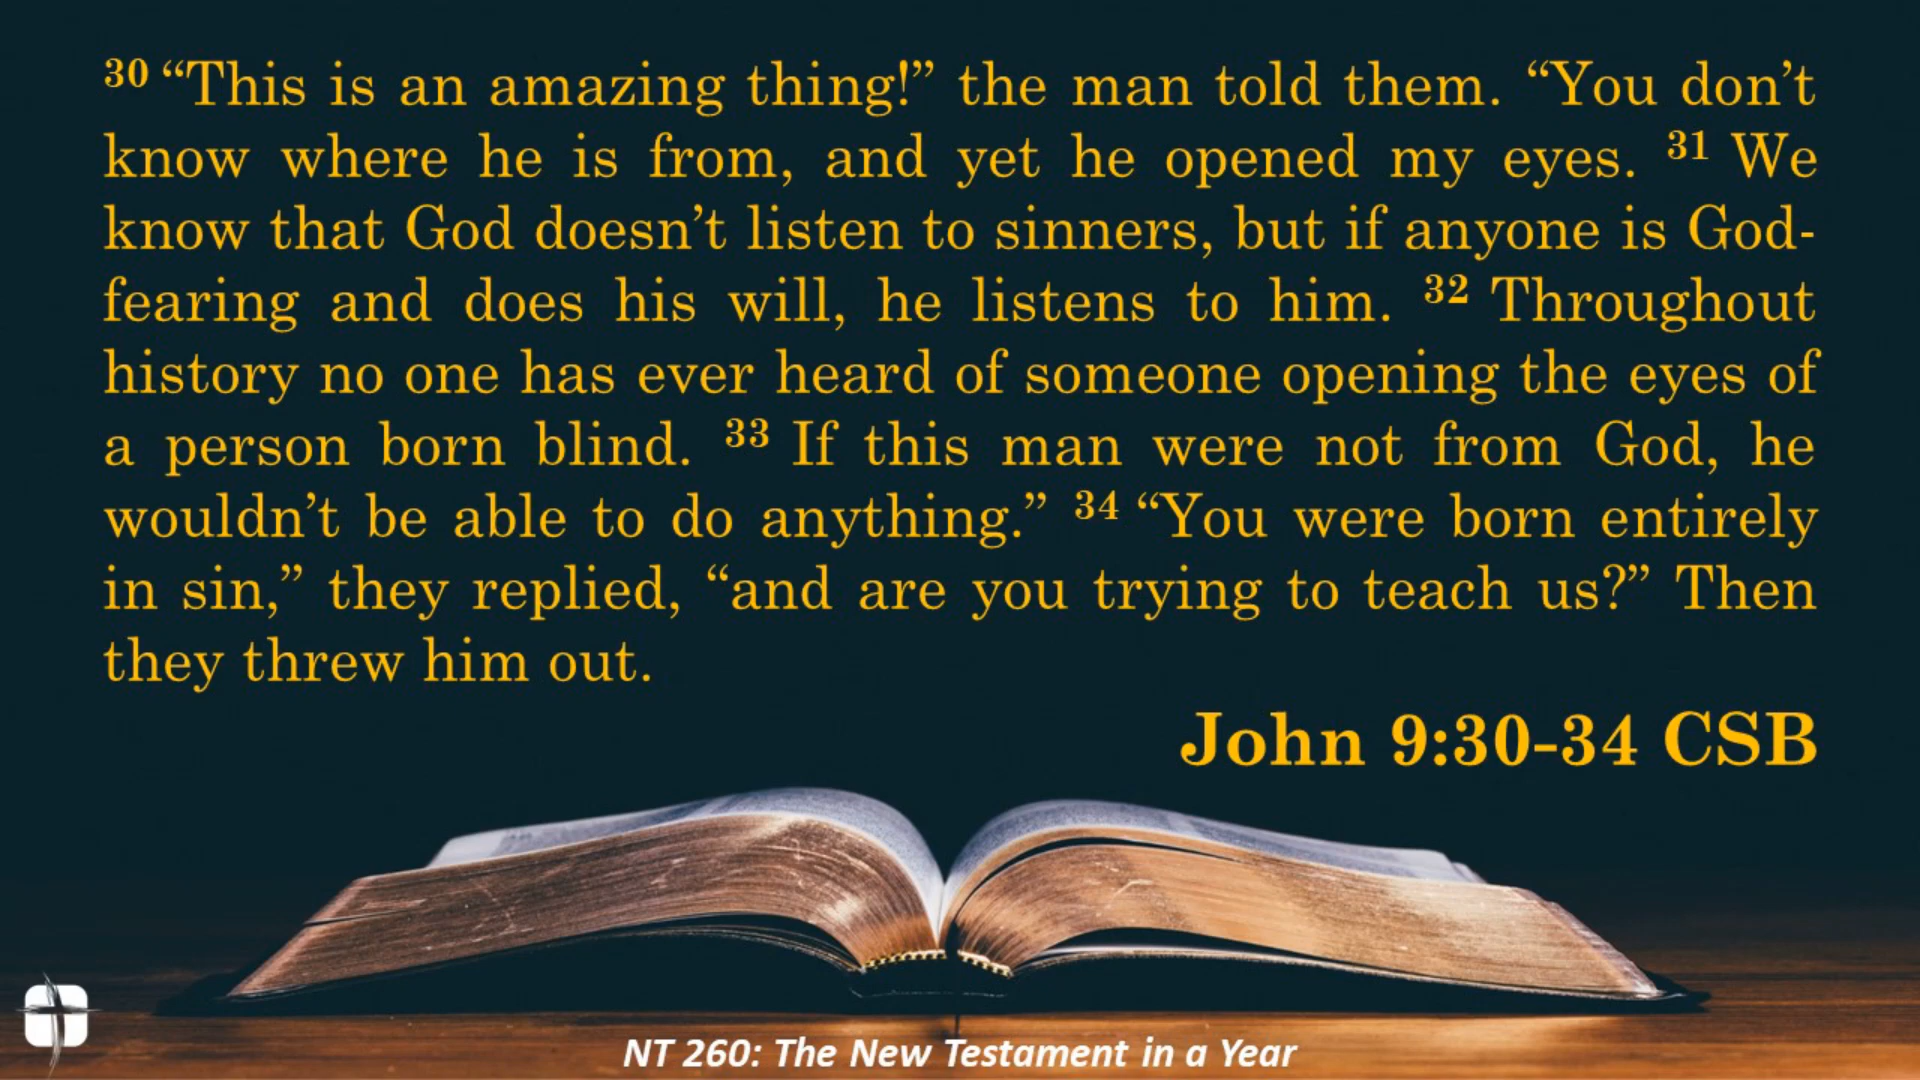 30 “This is an amazing thing!” the man told them. “You don’t
know where he is from, and yet he opened my eyes. 31 We
know that God doesn’t listen to sinners, but if anyone is God-
fearing and does his will, he listens to him. 32 Throughout
history no one has ever heard of someone opening the eyes of
a person born blind. 33 If this man were not from God, he
wouldn’t be able to do anything.” 34 “You were born entirely
in sin,” they replied, “and are you trying to teach us?” Then
they threw him out.
John 9:30-34 CSB
NT 260: The New Testament in a Year